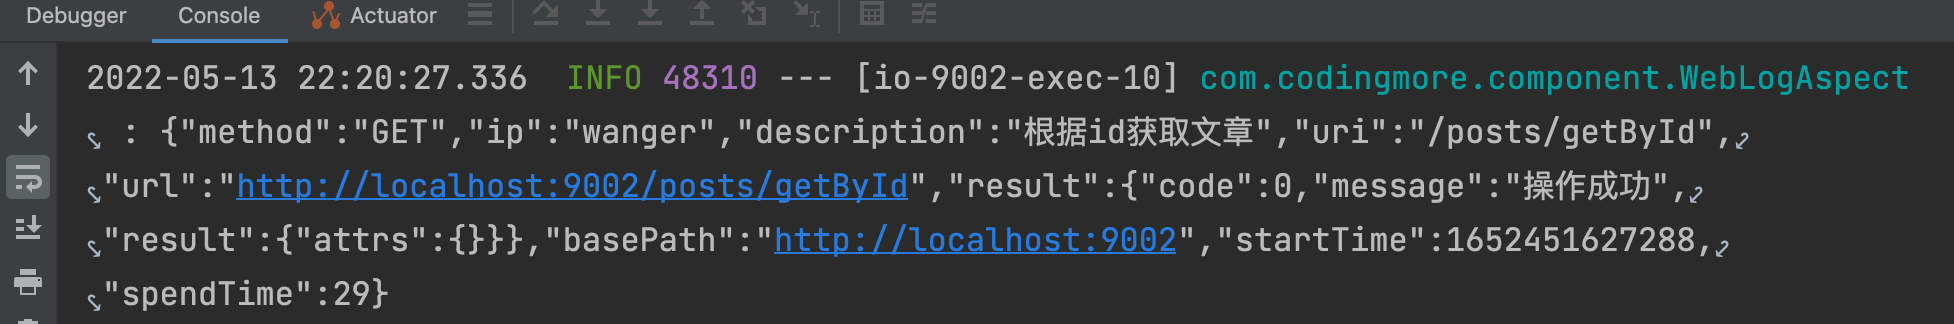 Debugger Console Actuator
2022-05-13 22:20:27.336  INFO 48310 --- [io-9002-exec-10] com.codingmore.component.WebLogAspect
 : {"method":"GET","ip":"wanger","description":"根据id获取文章","uri":"/posts/getById",
"url":"http://localhost:9002/posts/getById","result":{"code":0,"message":"操作成功",
"result":{"attrs":{}}},"basePath":"http://localhost:9002","startTime":1652451627288,
"spendTime":29}